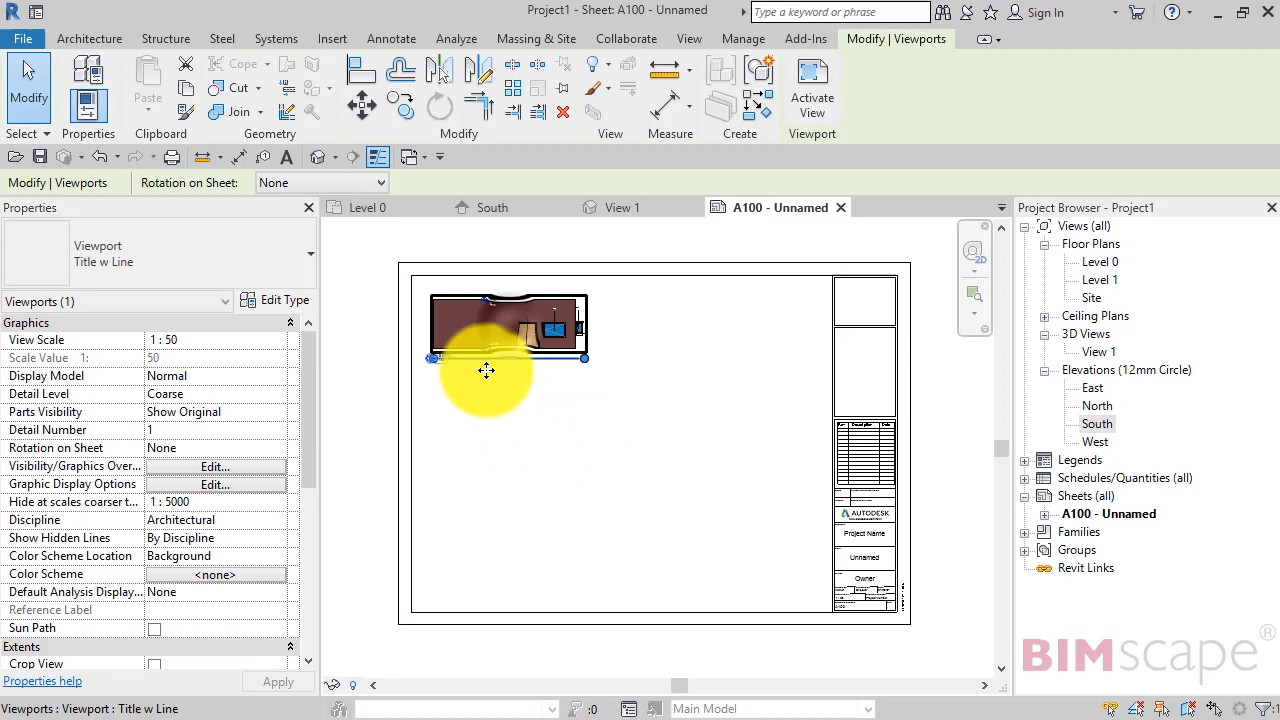 Project1 - Sheet: A100 - Unnamed
Type a keyword or phrase
Sign In
File Architecture Structure Steel Systems Insert Annotate Analyze Massing & Site Collaborate View Manage Add-Ins Modify | Viewports
Modify
Paste
Cope
Cut
Join
Activate
View
Select Properties Clipboard Geometry Modify View Measure Create Viewport
Modify | Viewports Rotation on Sheet: None
Properties
Level 0 South View 1 A100 - Unnamed
Project Browser - Project1
Viewport
Title w Line
Viewports (1) Edit Type
Graphics
View Scale 1 : 50
Scale Value 1: 50
Display Model Normal
Detail Level Coarse
Parts Visibility Show Original
Detail Number 1
Rotation on Sheet None
Visibility/Graphics Over... Edit...
Graphic Display Options Edit...
Hide at scales coarser t 1 : 5000
Discipline Architectural
Show Hidden Lines By Discipline
Color Scheme Location Background
Color Scheme <none>
Default Analysis Display... None
Reference Label
Sun Path
Extents
Crop View
Properties help Apply
2D
Description Date
AUTODESK
Project Name
Unnamed
Owner
A100
Views (all)
Floor Plans
Level 0
Level 1
Site
Ceiling Plans
3D Views
View 1
Elevations (12mm Circle)
East
North
South
West
Legends
Schedules/Quantities (all)
Sheets (all)
A100 - Unnamed
Families
Groups
Revit Links
BIMscape®
Viewports : Viewport : Title w Line
:0
Main Model
:1